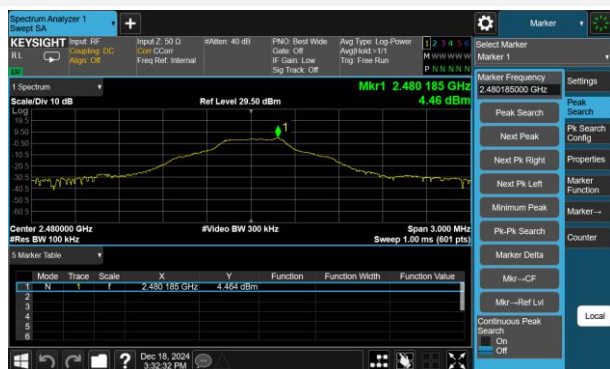 Spectrum Analyzer 1
Swept SA
Marker
KEYSIGHT Input: RF Input Z: 50 Ω #Atten: 40 dB PNO: Best Wide Avg Type: Log-Power 1 2 3 4 5 6
RL Coupling: DC Corr CCorr Gate: Off Avg|Hold:>1/1 M W W W W W
Align: Off Freq Ref: Internal IF Gain: Low Trig: Free Run P N N N N N
Sig Track: Off
Select Marker
Marker 1
1 Spectrum Mkr1 2.480 185 GHz
Scale/Div 10 dB Ref Level 29.50 dBm 4.46 dBm
Log
19.5
9.50
-10.5
-20.5
-30.5
-40.5
-50.5
-60.5
1
Center 2.480000 GHz #Video BW 300 kHz Span 3.000 MHz
#Res BW 100 kHz Sweep 1.00 ms (601 pts)
5 Marker Table
Mode Trace Scale X Y Function Function Width Function Value
1 N 1 f 2.480 185 GHz 4.464 dBm
2
3
4
5
6
Marker Frequency
2.480185000 GHz
Peak Search
Next Peak
Next Pk Right
Next Pk Left
Minimum Peak
Pk-Pk Search
Marker Delta
Mkr→CF
Mkr→Ref Lvl
Continuous Peak
Search
On
Off
Settings
Peak
Search
Pk Search
Config
Properties
Marker
Function
Marker→
Counter
Local
Dec 18, 2024
3:32:32 PM